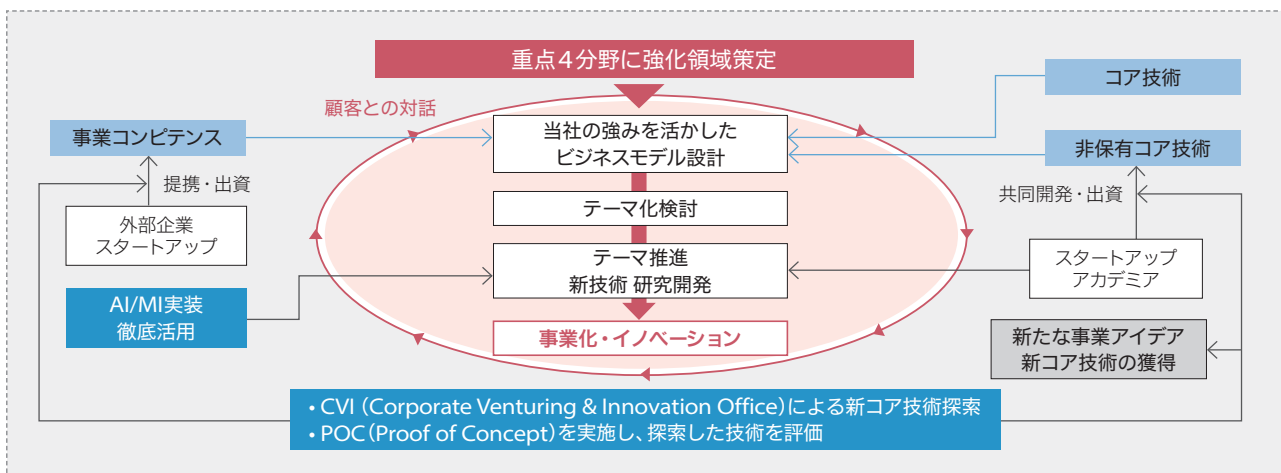 重点4分野に強化領域策定
顧客との対話
コア技術
事業コンピテンス
当社の強みを活かした
ビジネスモデル設計
非保有コア技術
提携・出資
共同開発・出資
外部企業
スタートアップ
テーマ化検討
テーマ推進
新技術 研究開発
スタートアップ
アカデミア
AI/MI実装
徹底活用
事業化・イノベーション
新たな事業アイデア
新コア技術の獲得
• CVI (Corporate Venturing & Innovation Office)による新コア技術探索
• POC(Proof of Concept)を実施し、探索した技術を評価